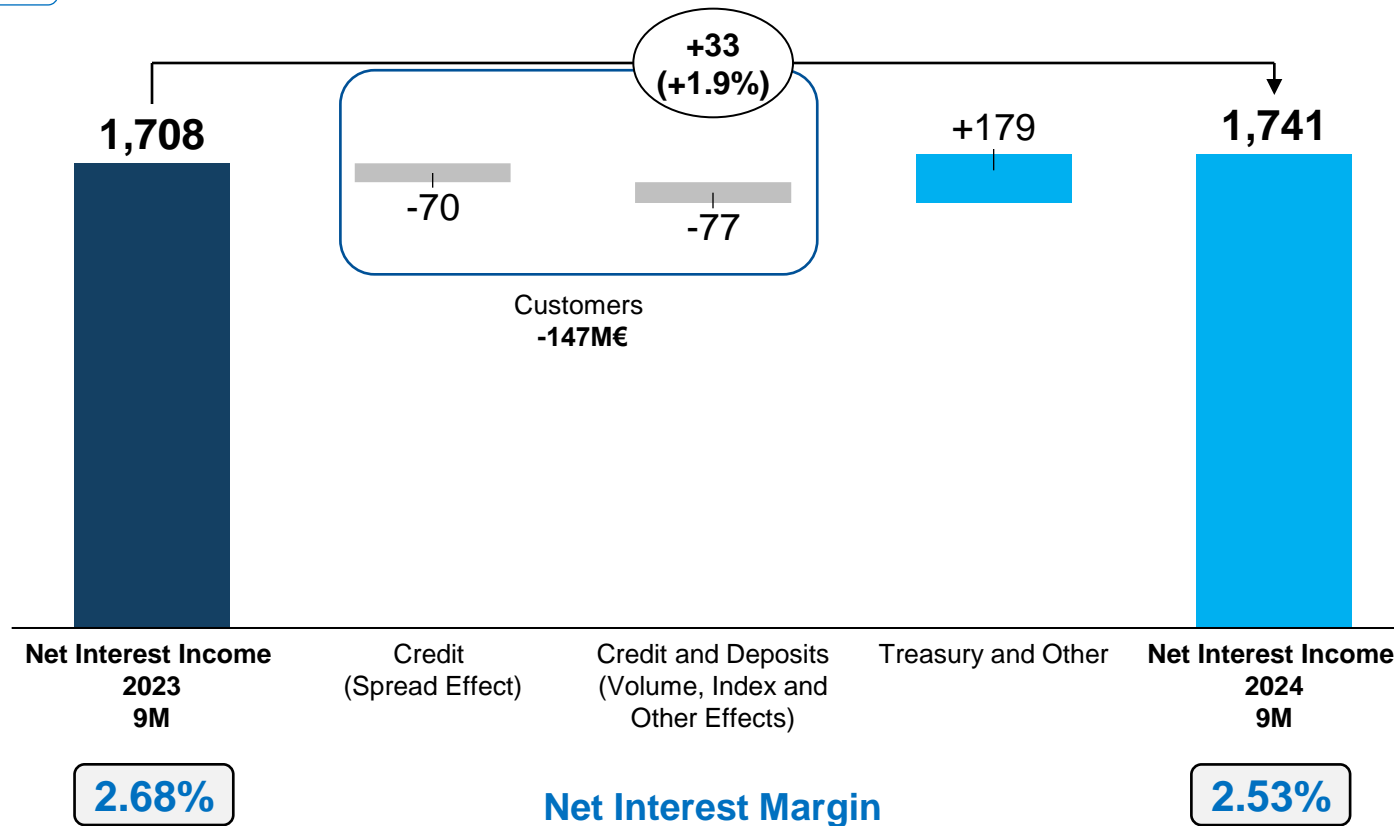 +33
(+1.9%)
1,708
-70
-77
+179
1,741
Customers
-147M€
Net Interest Income
2023
9M
Credit
(Spread Effect)
Credit and Deposits
(Volume, Index and
Other Effects)
Treasury and Other
Net Interest Income
2024
9M
2.68%
Net Interest Margin
2.53%